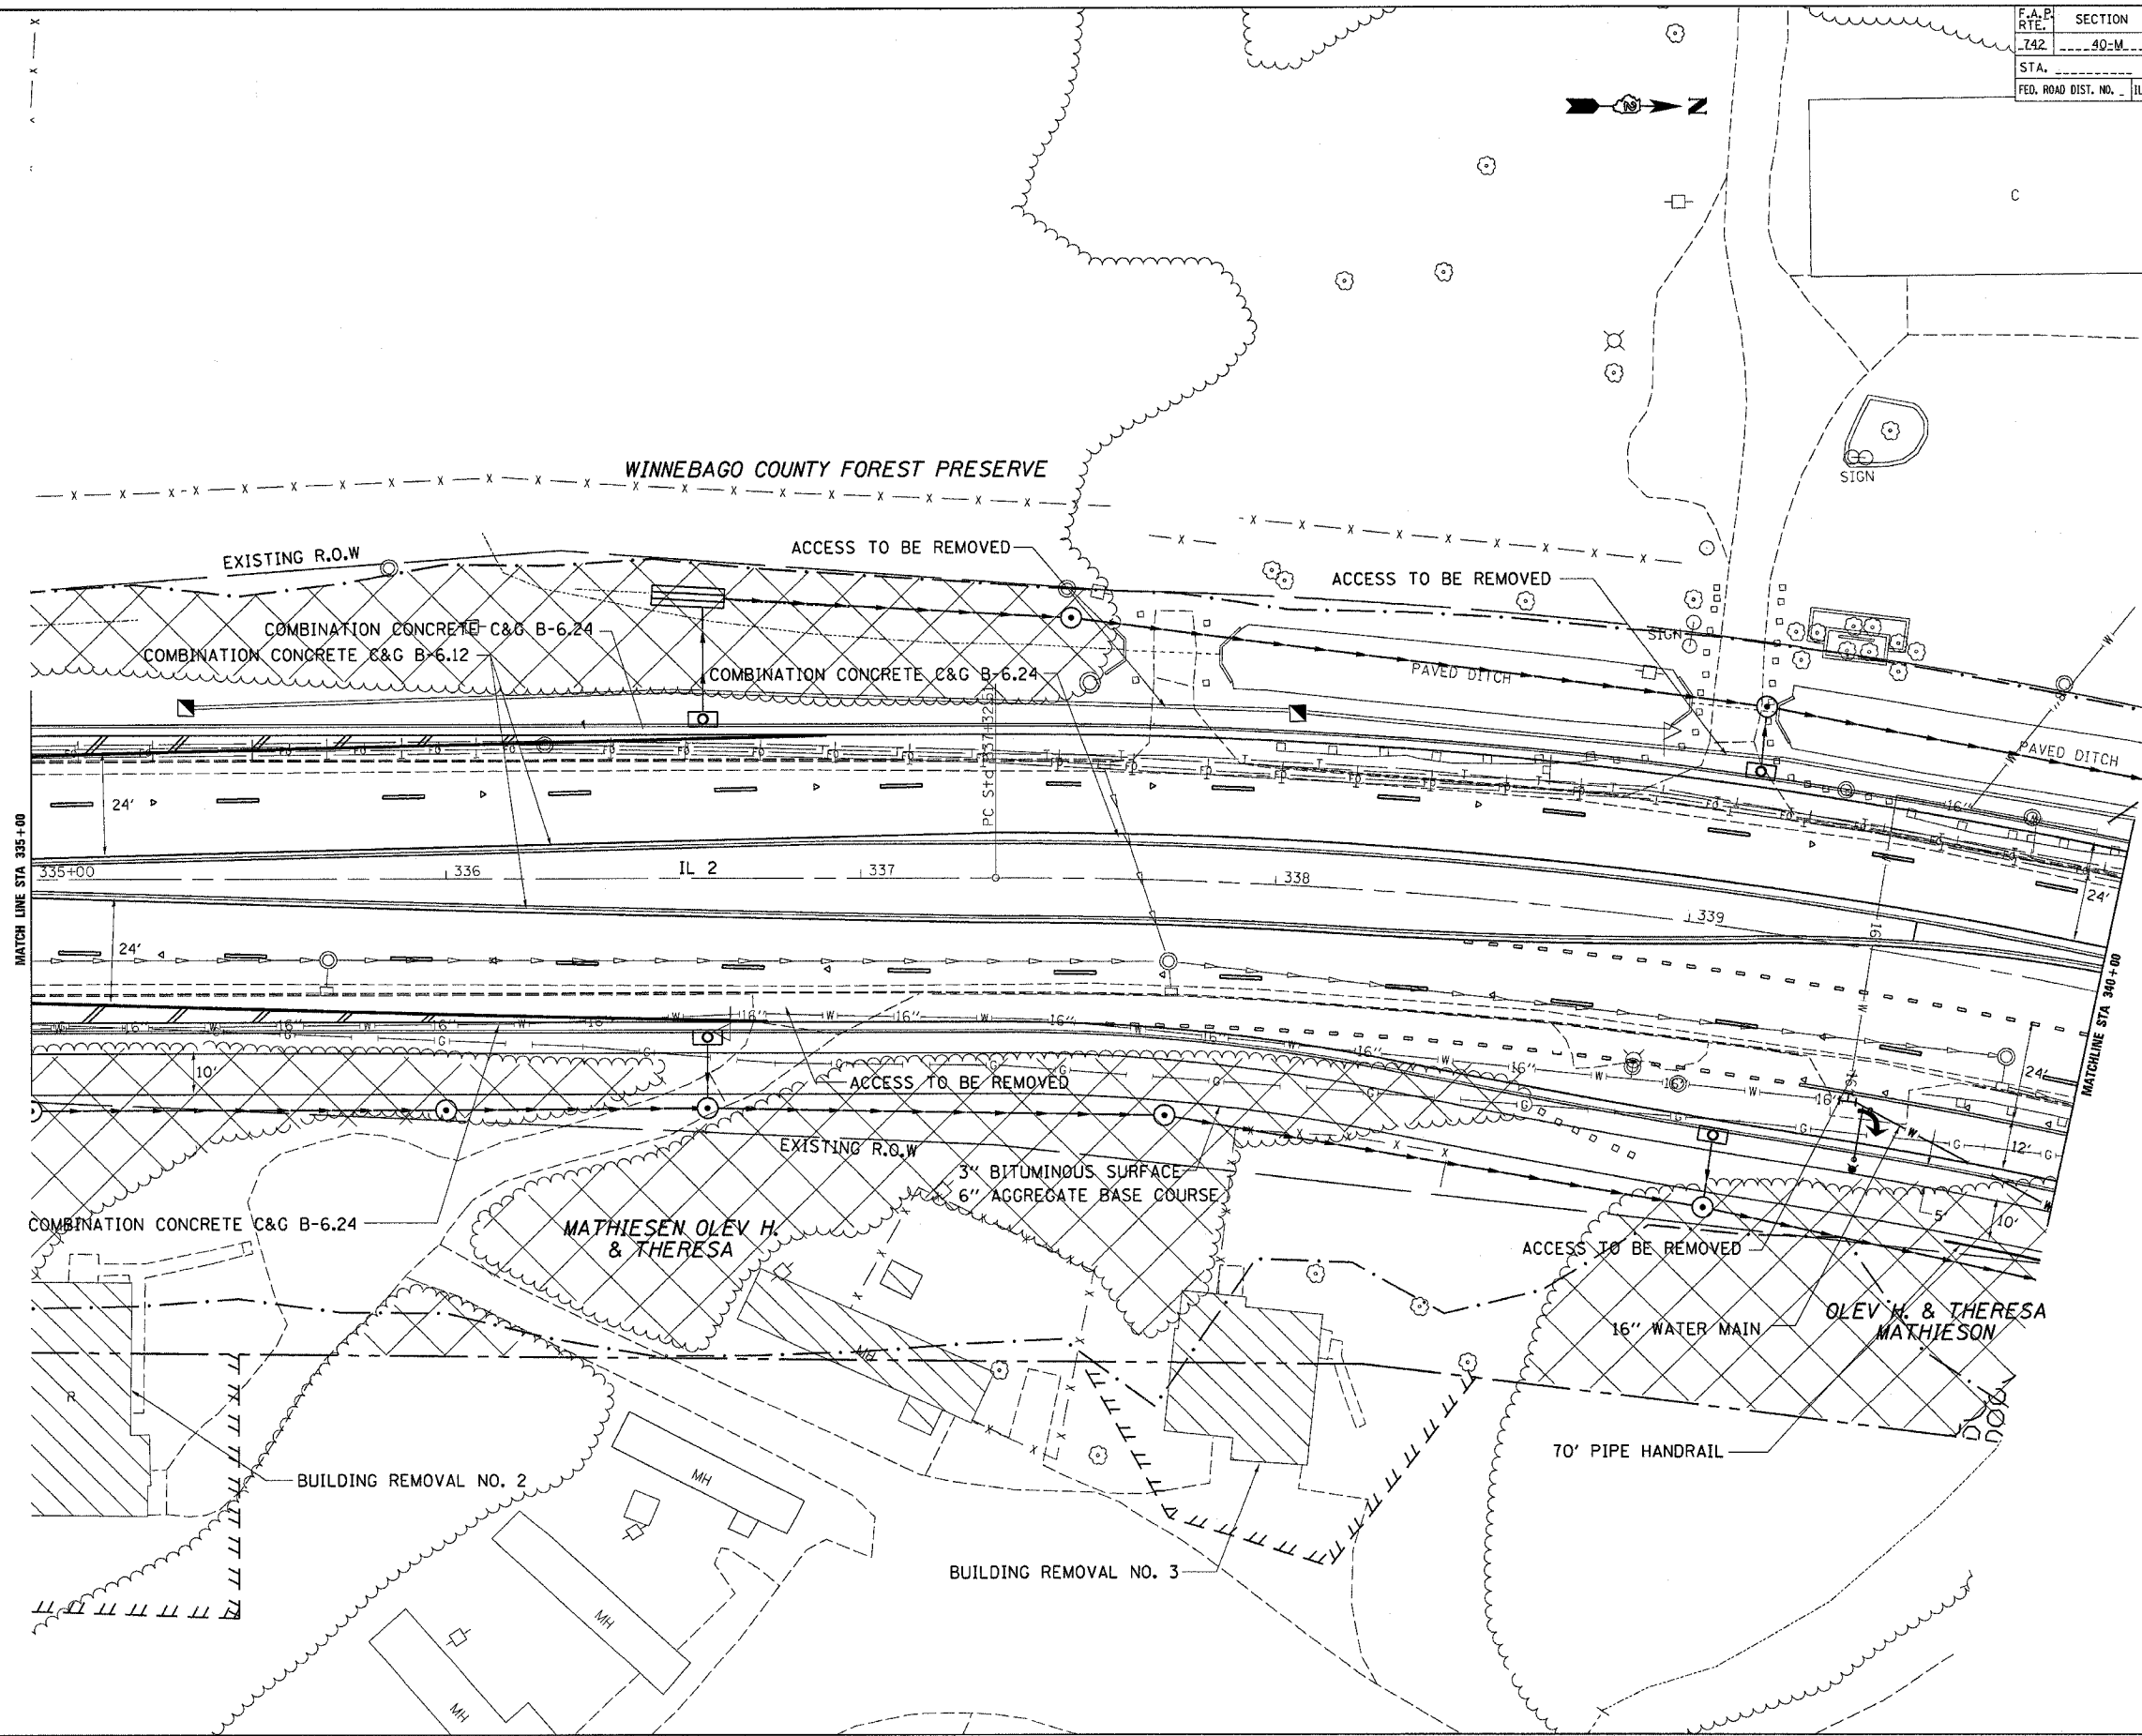 F.A.P. RTE.
SECTION
742
40-M
STA.
FED. ROAD DIST. NO. _
IL
N
C
SIGN
WINNEBAGO COUNTY FOREST PRESERVE
EXISTING R.O.W
ACCESS TO BE REMOVED
ACCESS TO BE REMOVED
COMBINATION CONCRETE C&G B-6.24
COMBINATION CONCRETE C&G B-6.12
COMBINATION CONCRETE C&G B-6.24
SIGN
PAVED DITCH
PAVED DITCH
24'
MATCH LINE STA 335+00
335+00
336
IL 2
337
338
339
24'
24'
MATCHLINE STA 340+00
24'
12'
10'
ACCESS TO BE REMOVED
EXISTING R.O.W
3" BITUMINOUS SURFACE
6" AGGREGATE BASE COURSE
COMBINATION CONCRETE C&G B-6.24
MATHIESEN OLEV H.
& THERESA
5'
10'
ACCESS TO BE REMOVED
16" WATER MAIN
OLEV H. & THERESA
MATHIESON
R
MH
MH
MH
MH
70' PIPE HANDRAIL
BUILDING REMOVAL NO. 2
BUILDING REMOVAL NO. 3